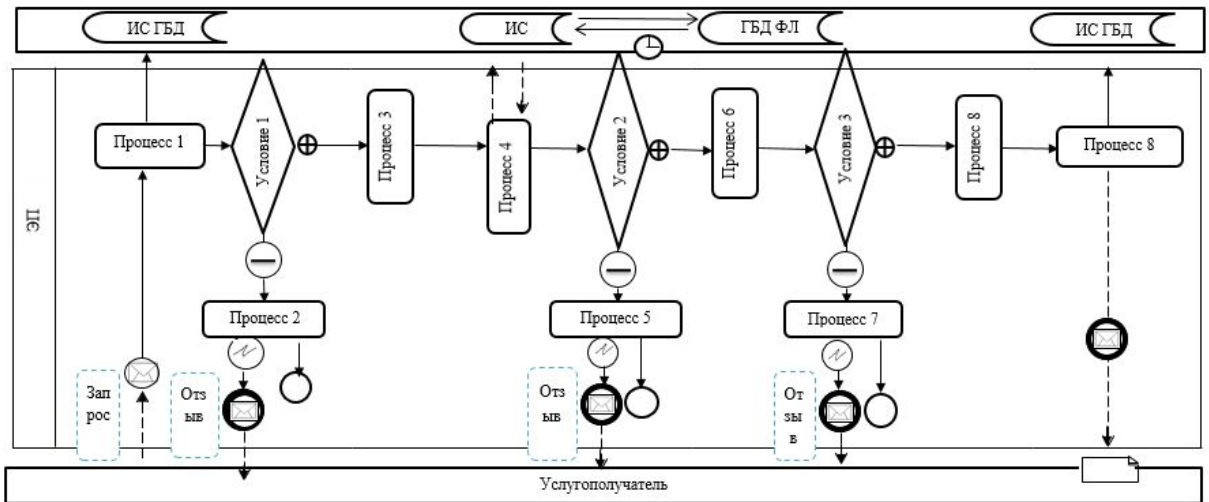 ИС ГБД
ИС
ГБД ФЛ
ИС ГБД
ЭП
Процесс 1
Условие 1
Процесс 3
Процесс 4
Условие 2
Процесс 6
Условие 3
Процесс 8
Процесс 8
Процесс 2
Процесс 5
Процесс 7
Зап
рос
Отз
ыв
Отз
ыв
От
зы
в
Услугополучатель